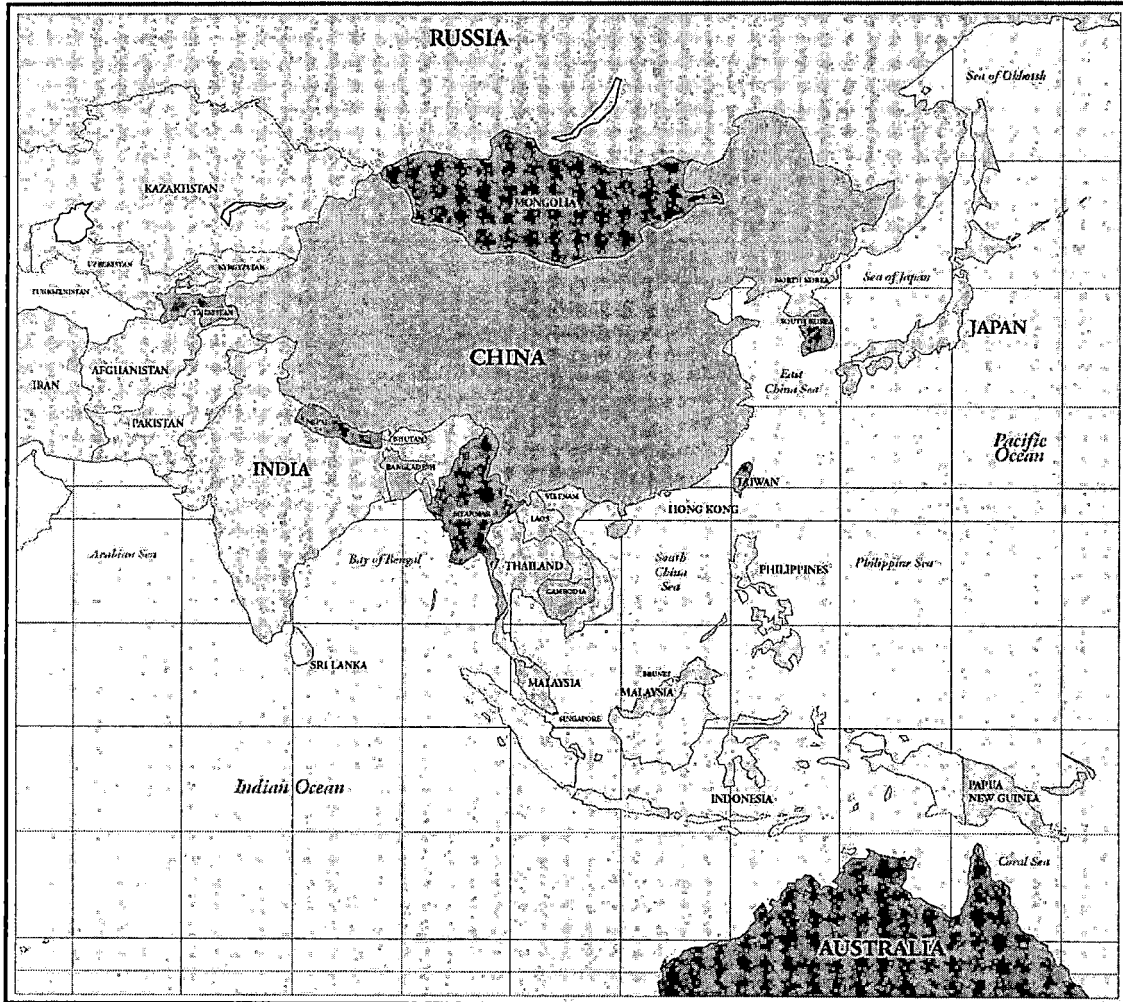 RUSSIA
Sea of Okhotsk
KAZAKHSTAN
MONGOLIA
UZBEKISTAN
KYRGYZSTAN
TURKMENISTAN
TAJIKISTAN
NORTH KOREA
Sea of Japan
SOUTH KOREA
JAPAN
CHINA
IRAN
AFGHANISTAN
East
China Sea
PAKISTAN
NEPAL
BHUTAN
Pacific
Ocean
INDIA
BANGLADESH
TAIWAN
MYANMAR
VIETNAM
HONG KONG
LAOS
Arabian Sea
Bay of Bengal
THAILAND
South
China
Sea
PHILIPPINES
Philippine Sea
CAMBODIA
SRI LANKA
BRUNEI
MALAYSIA
MALAYSIA
SINGAPORE
Indian Ocean
INDONESIA
PAPUA
NEW GUINEA
Coral Sea
AUSTRALIA